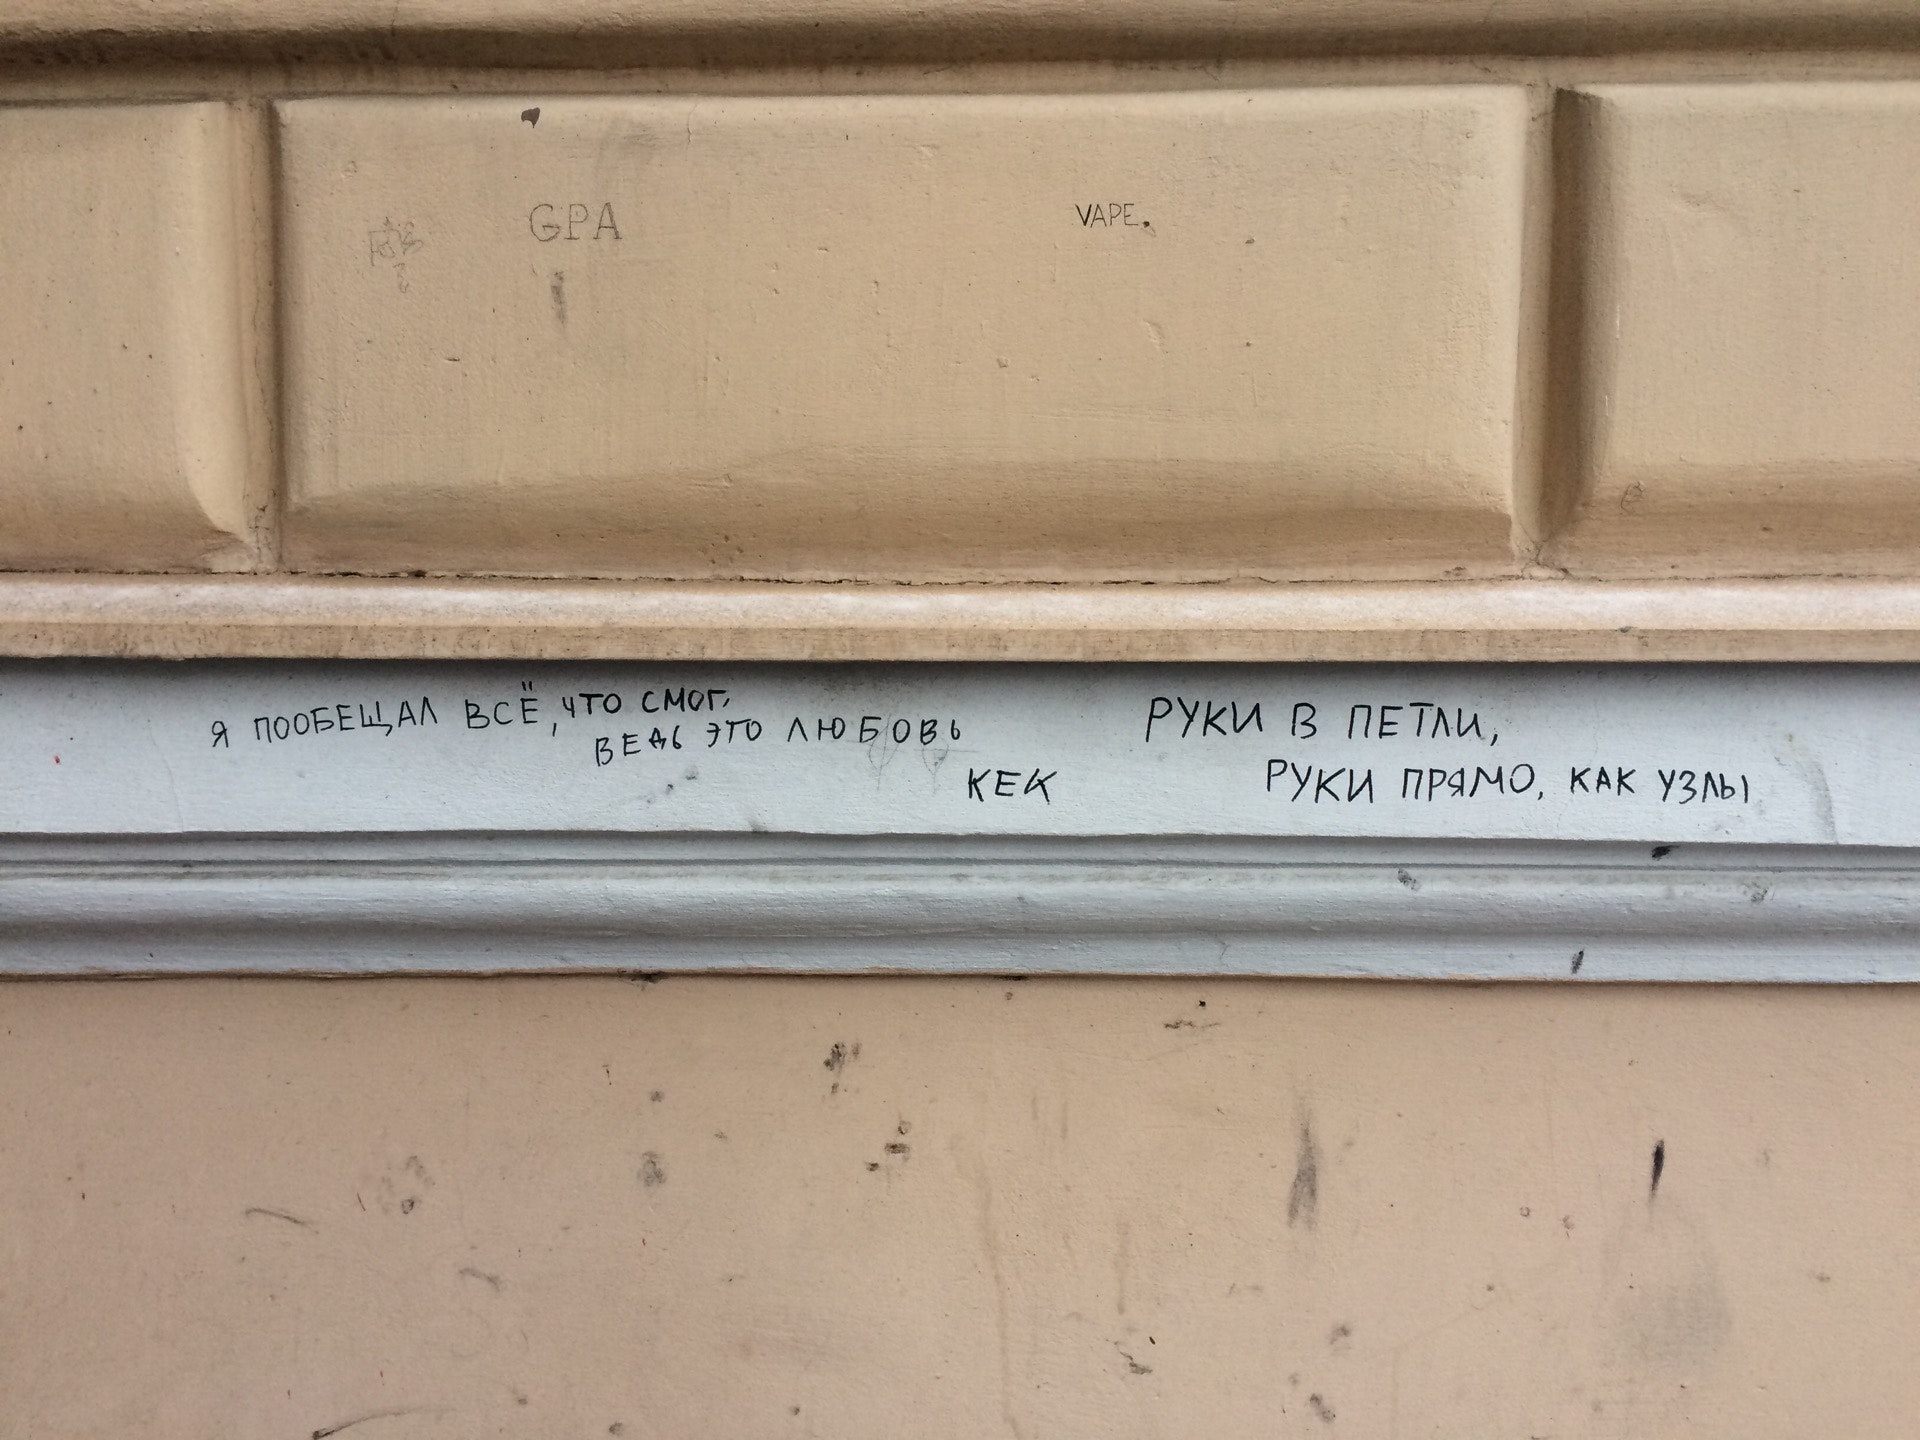 GPA
VAPE.
Я ПООБЕЩАЛ ВСЁ, ЧТО СМОГ,
ВЕДЬ ЭТО ЛЮБОВЬ
КЕК
РУКИ В ПЕТЛИ,
РУКИ ПРЯМО, КАК УЗЛЫ